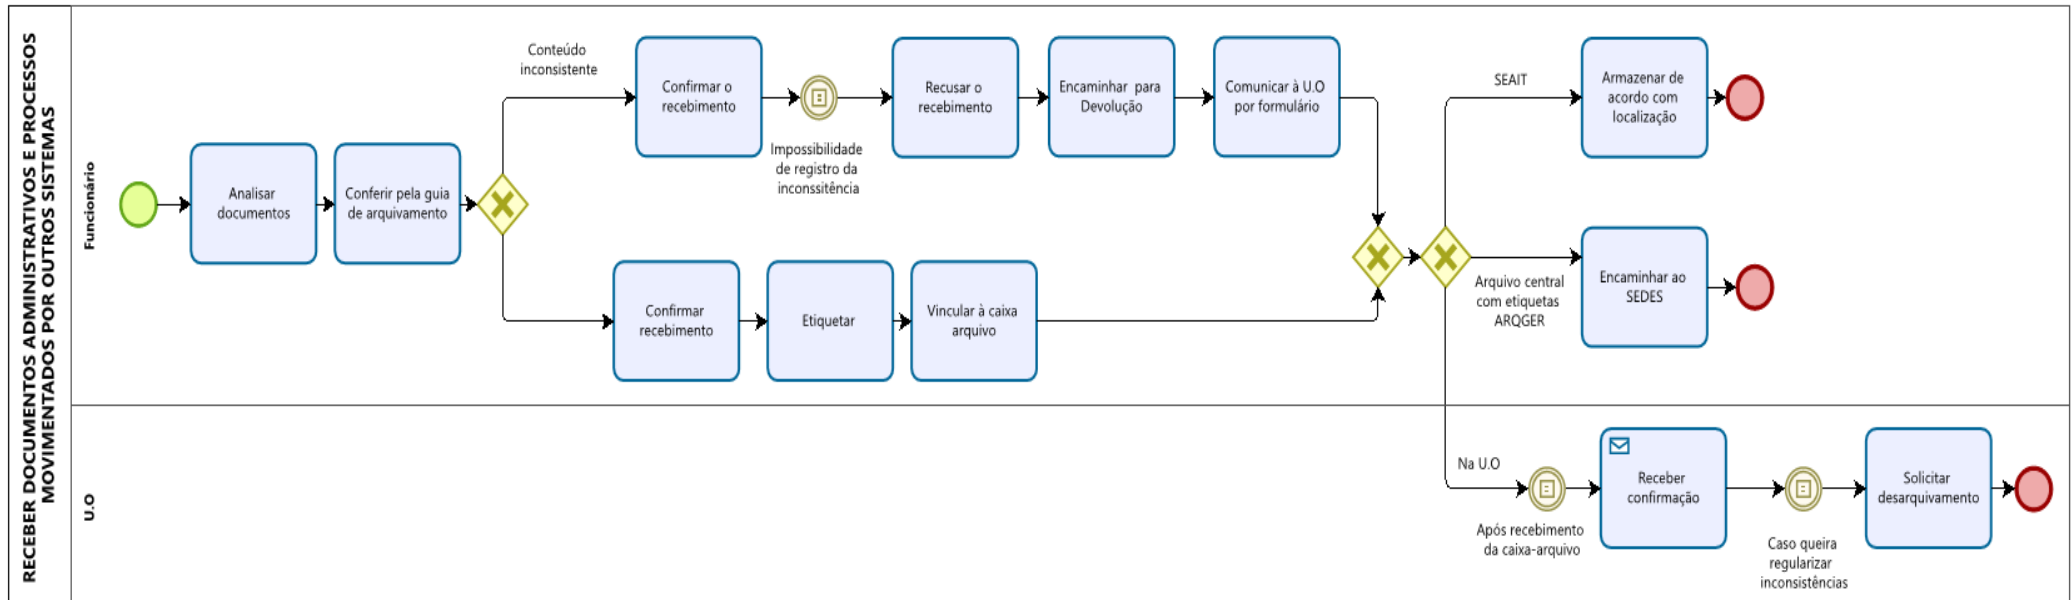 RECEBER DOCUMENTOS ADMINISTRATIVOS E PROCESSOS
MOVIMENTADOS POR OUTROS SISTEMAS
Funcionário
Analisar
documentos
Conferir pela guia
de arquivamento
Conteúdo
inconsistente
Confirmar o
recebimento
Impossibilidade
de registro da
inconssitência
Recusar o
recebimento
Encaminhar para
Devolução
Comunicar à U.O
por formulário
Confirmar
recebimento
Etiquetar
Vincular à caixa
arquivo
SEAIT
Armazenar de
acordo com
localização
Arquivo central
com etiquetas
ARQGER
Encaminhar ao
SEDES
U.O
Na U.O
Após recebimento
da caixa-arquivo
Receber
confirmação
Caso queira
regularizar
inconsistências
Solicitar
desarquivamento